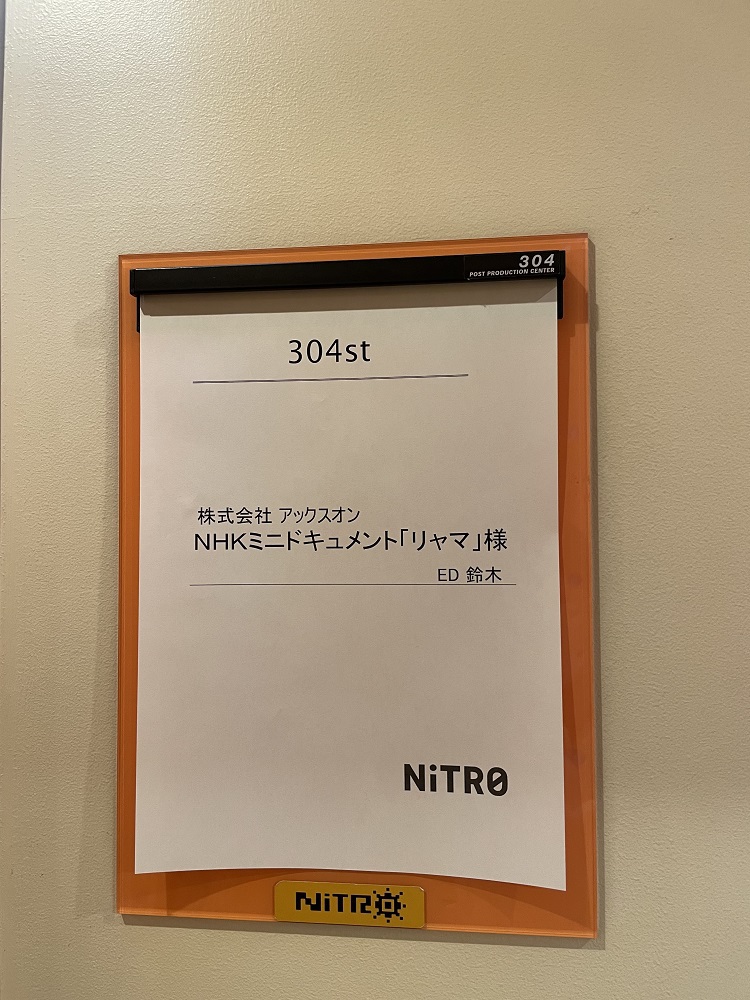 304
POST PRODUCTION CENTER
304st
株式会社 アックスオン
NHKミニドキュメント「リャマ」様
ED 鈴木
NiTRO
NiTRO